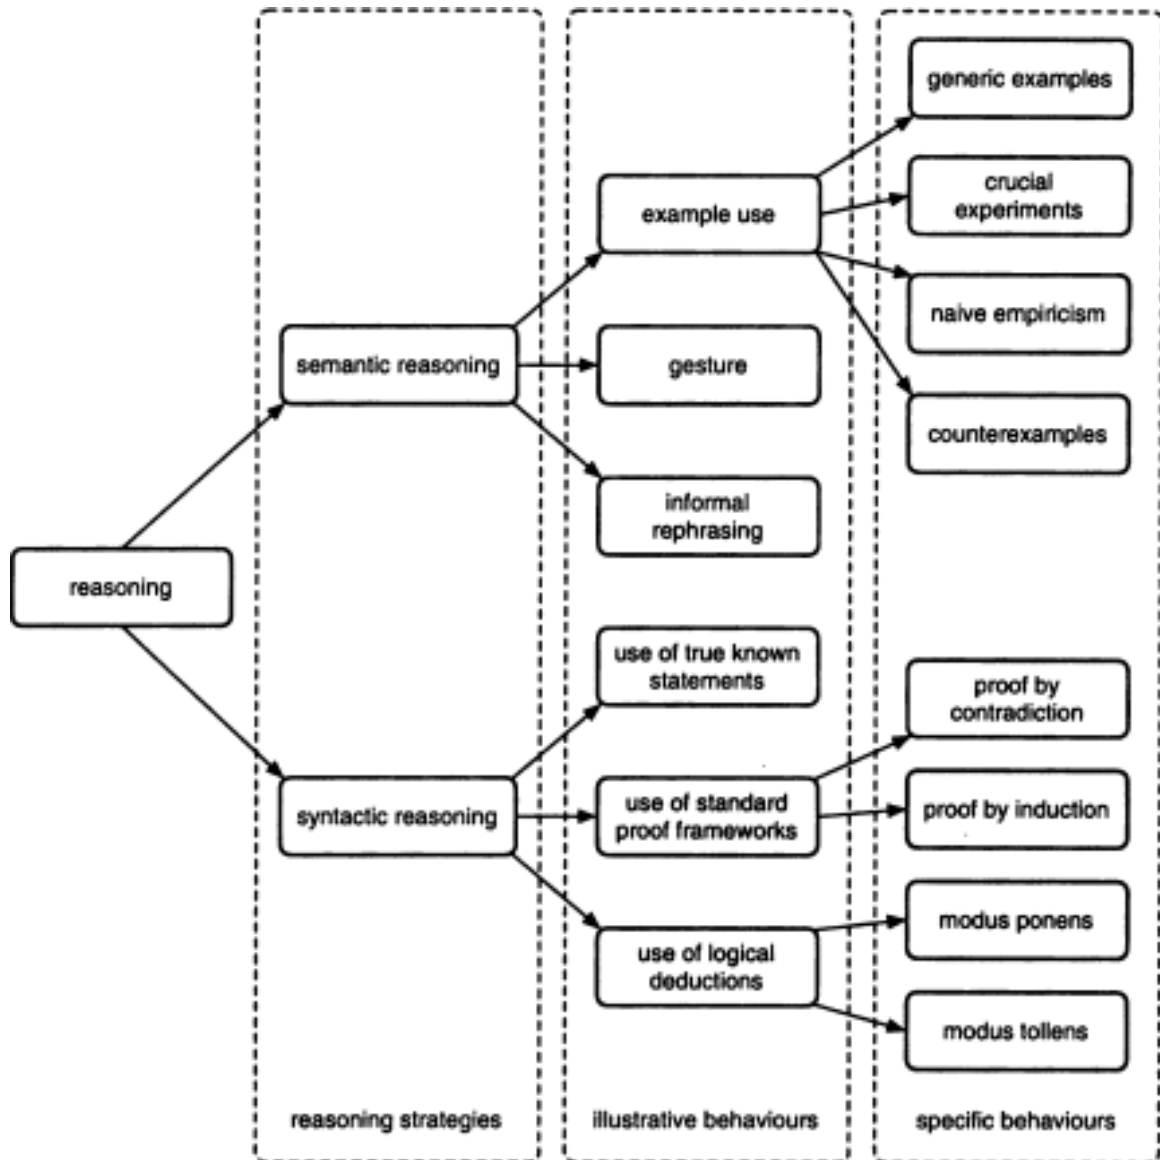 generic examples
crucial
experiments
example use
naive empiricism
semantic reasoning
gesture
counterexamples
informal
rephrasing
reasoning
use of true known
statements
proof by
contradiction
syntactic reasoning
use of standard
proof frameworks
proof by induction
modus ponens
use of logical
deductions
modus tollens
reasoning strategies
illustrative behaviours
specific behaviours